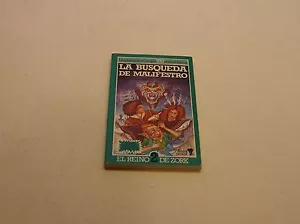 LA BUSQUEDA
DE MALIFESTRO
EL REINO DE ZORK